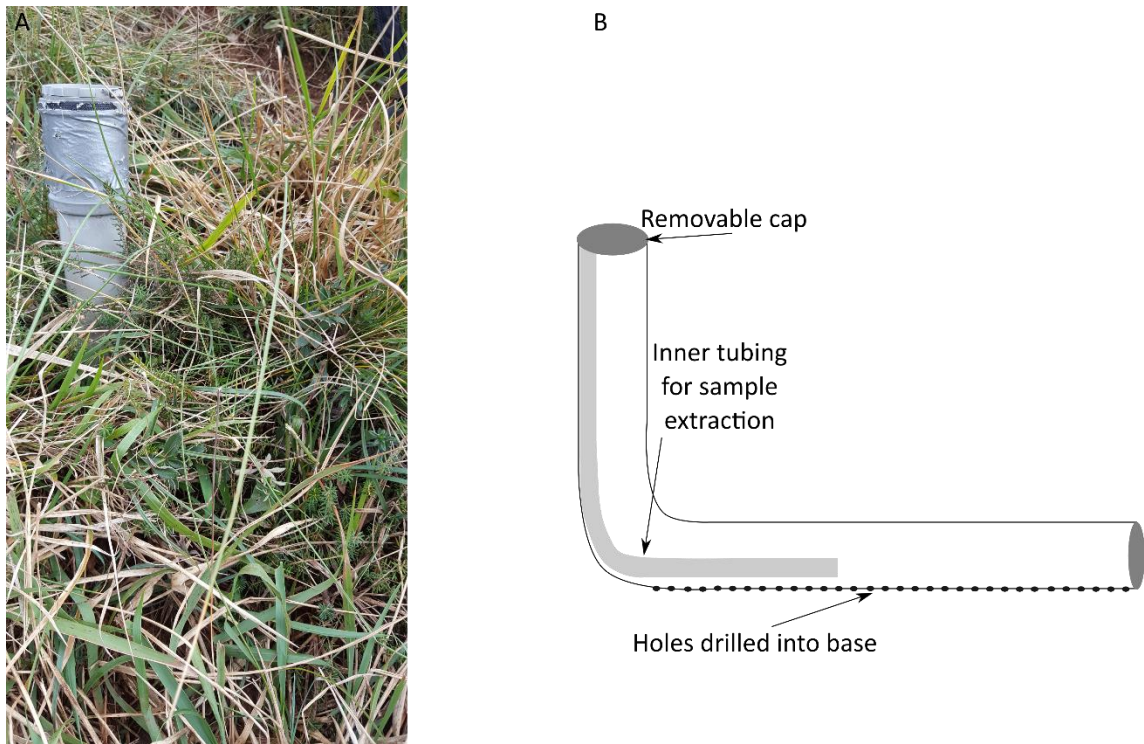 A
B
Removable cap
Inner tubing
for sample
extraction
Holes drilled into base